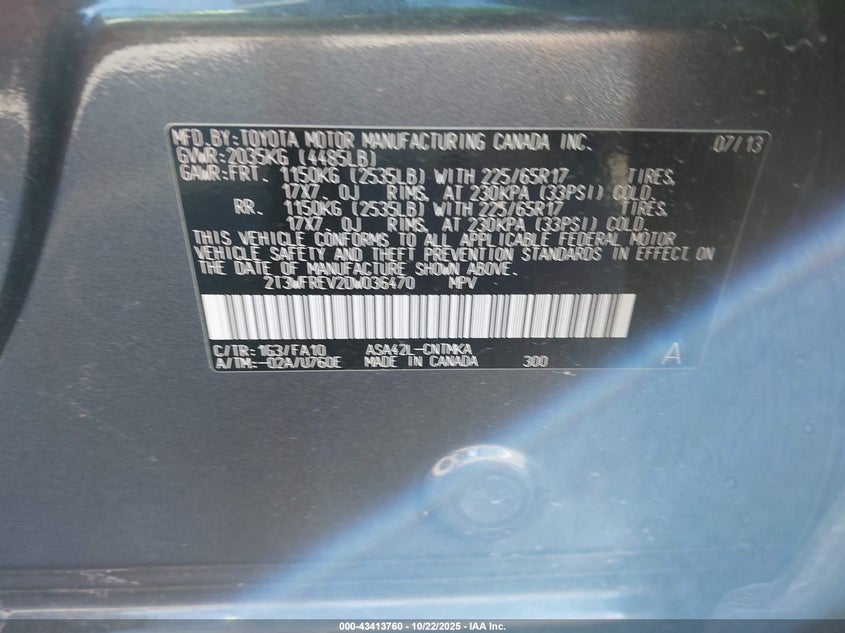 MFD.BY:TOYOTA MOTOR MANUFACTURING CANADA INC. 07/13
GVWR:2035KG (4485LB)
GAWR:FRT. 1150KG (2535LB) WITH 225/65R17 TIRES,
17X7.0J RIMS, AT 230KPA (33PSI) COLD.
RR. 1150KG (2535LB) WITH 225/65R17 TIRES,
17X7.0J RIMS, AT 230KPA (33PSI) COLD.
THIS VEHICLE CONFORMS TO ALL APPLICABLE FEDERAL MOTOR
VEHICLE SAFETY AND THEFT PREVENTION STANDARDS IN EFFECT ON
THE DATE OF MANUFACTURE SHOWN ABOVE.
2T3WFREV2DW036470 MPV
C/TR:1G3/FA10 ASA42L-CNTMKA
A/TM:-02A/U760E MADE IN CANADA 300 A
000-43413760 | 10/22/2025 | IAA Inc.